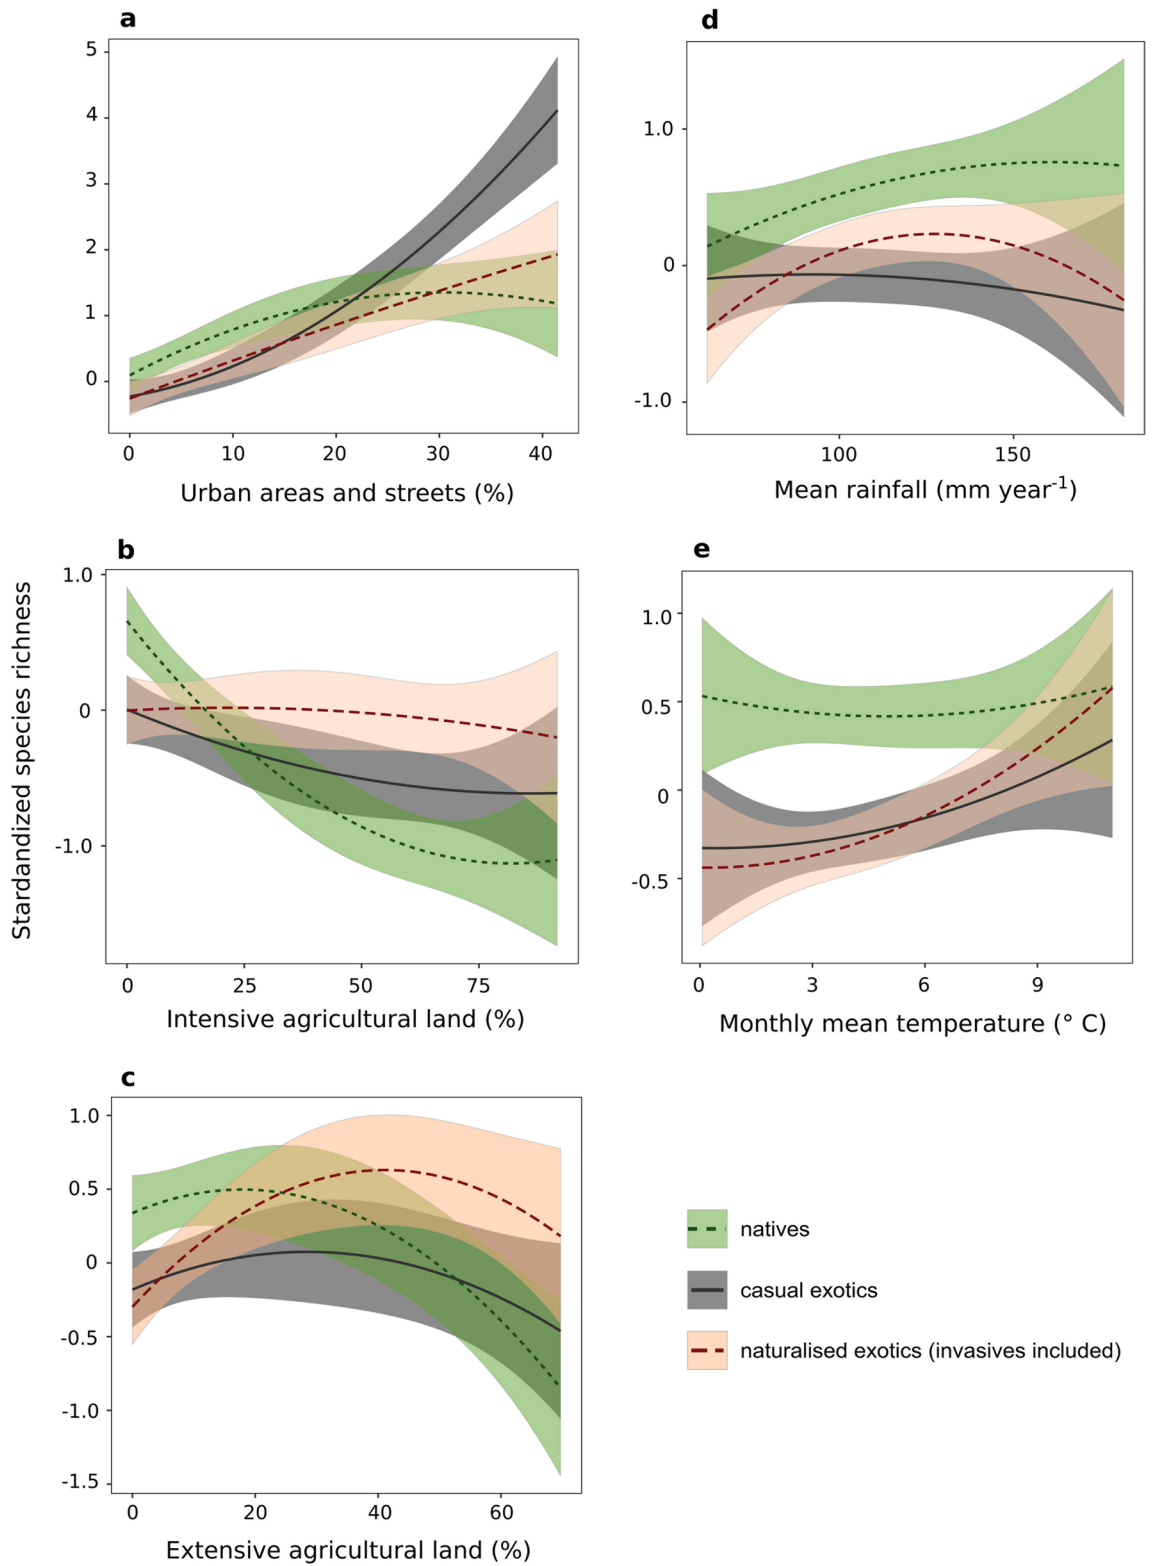 a
5
4
3
2
1
0
0 10 20 30 40
Urban areas and streets (%)
d
1.0
0
-1.0
100 150
Mean rainfall (mm year-1)
Stardandized species richness
b
1.0
0
-1.0
0 25 50 75
Intensive agricultural land (%)
e
1.0
0.5
0
-0.5
0 3 6 9
Monthly mean temperature (° C)
c
1.0
0.5
0
-0.5
-1.0
-1.5
0 20 40 60
Extensive agricultural land (%)
natives
casual exotics
naturalised exotics (invasives included)